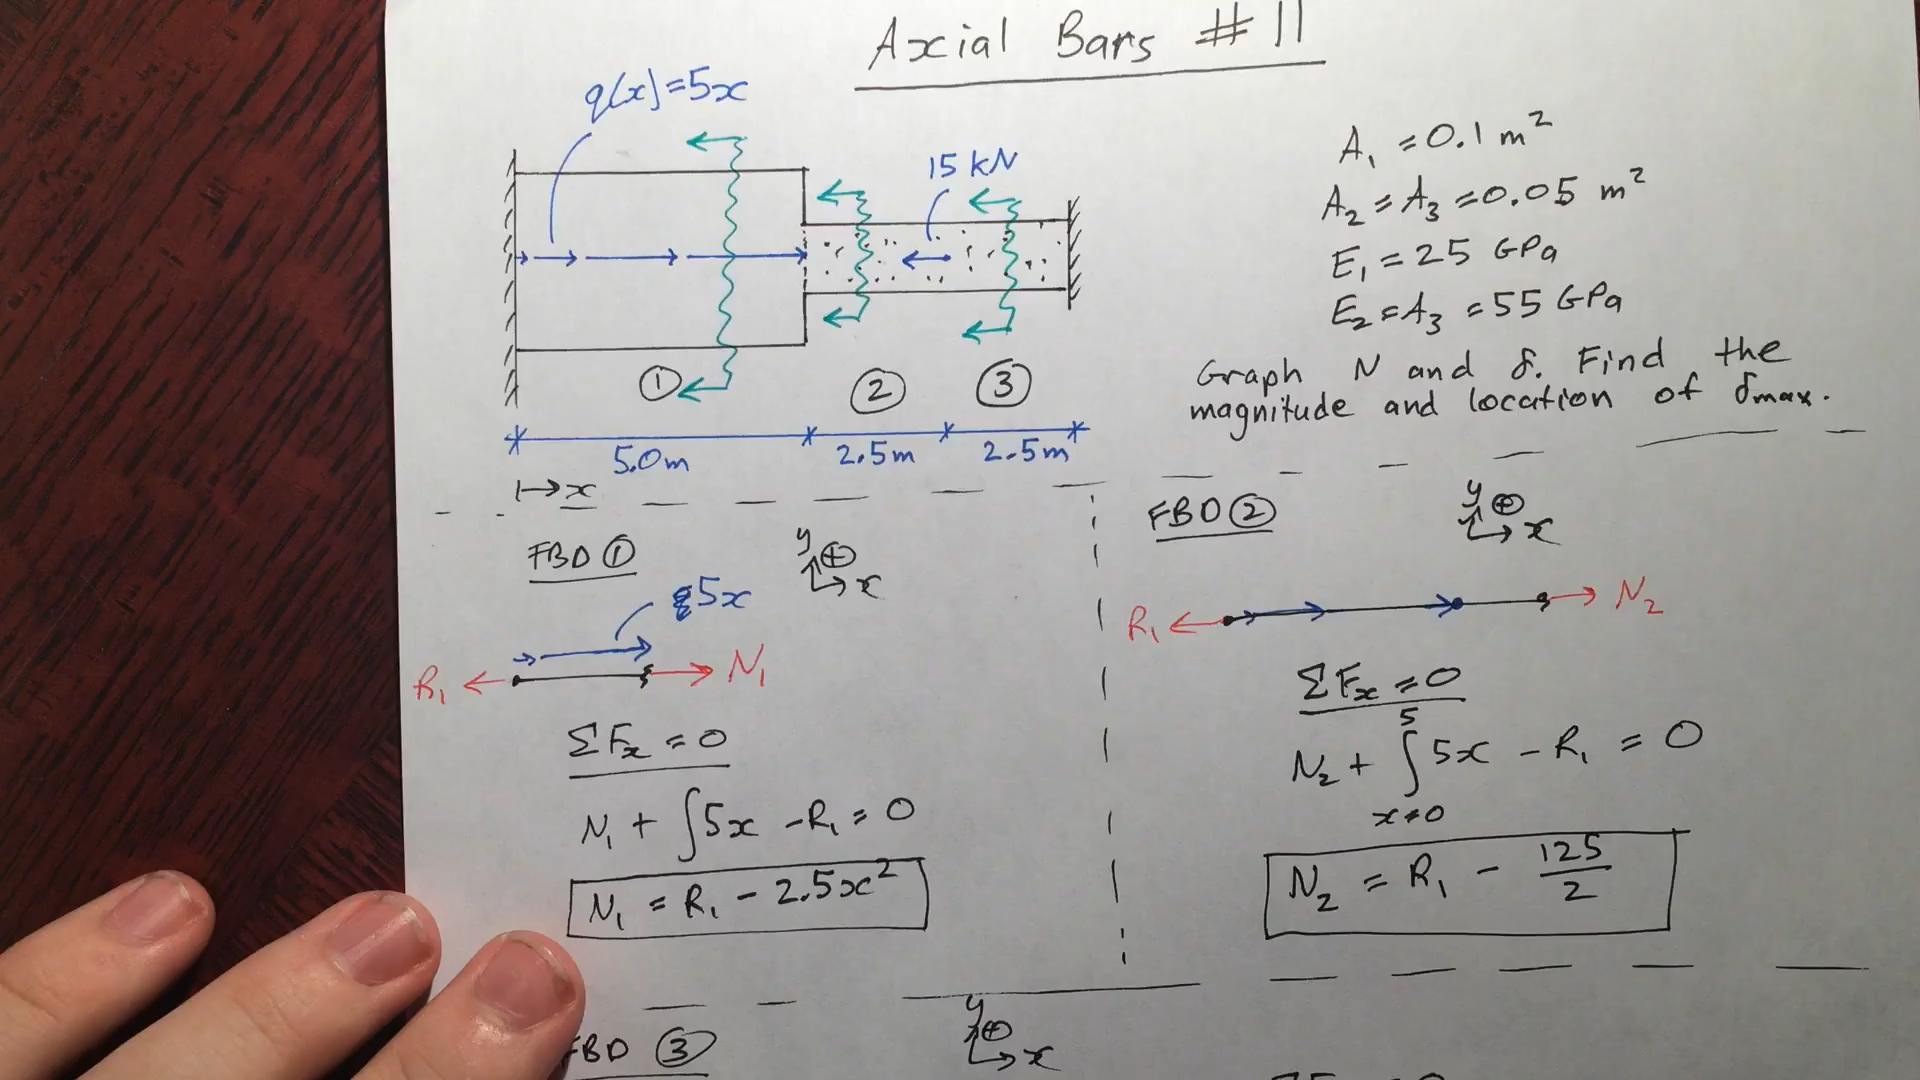 Axial Bars #11
q(x)=5x
15 kN
① ② ③
5.0m 2.5m 2.5m
x
A₁ = 0.1 m²
A₂ = A₃ = 0.05 m²
E₁ = 25 GPa
E₂ = A₃ = 55 GPa
Graph N and δ. Find the
magnitude and location of δmax.
FBD ①
y ⊕
x
5x
R₁ N₁
ΣFx = 0
N₁ + ∫5x - R₁ = 0
N₁ = R₁ - 2.5x²
FBD ②
y ⊕
x
R₁ N₂
ΣFx = 0
5
N₂ + ∫ 5x - R₁ = 0
x=0
N₂ = R₁ - 125/2
FBD ③
y ⊕
x